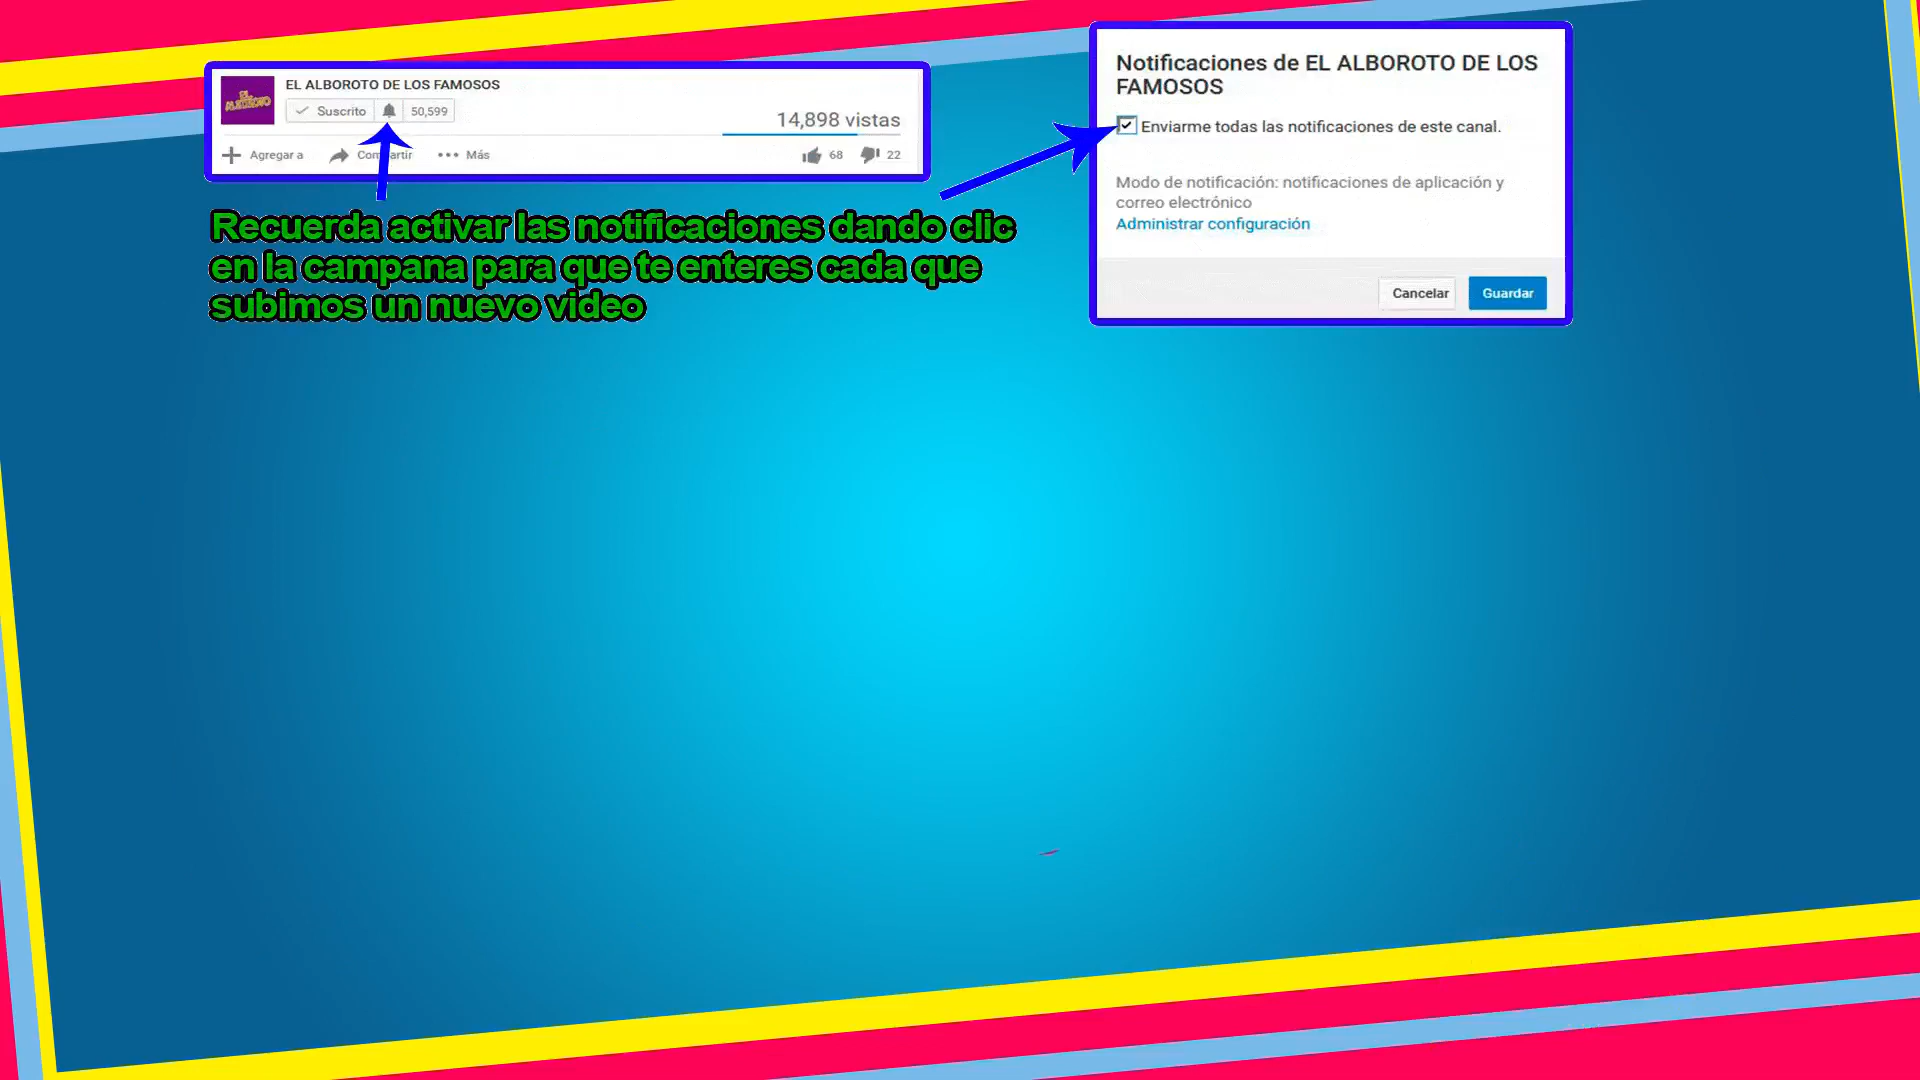 EL ALBOROTO DE LOS FAMOSOS
EL
ALBOROTO
Suscrito 50,599
14,898 vistas
Agregar a Compartir Más 68 22
Recuerda activar las notificaciones dando clic
en la campana para que te enteres cada que
subimos un nuevo video
Notificaciones de EL ALBOROTO DE LOS
FAMOSOS
Enviarme todas las notificaciones de este canal.
Modo de notificación: notificaciones de aplicación y
correo electrónico
Administrar configuración
Cancelar Guardar